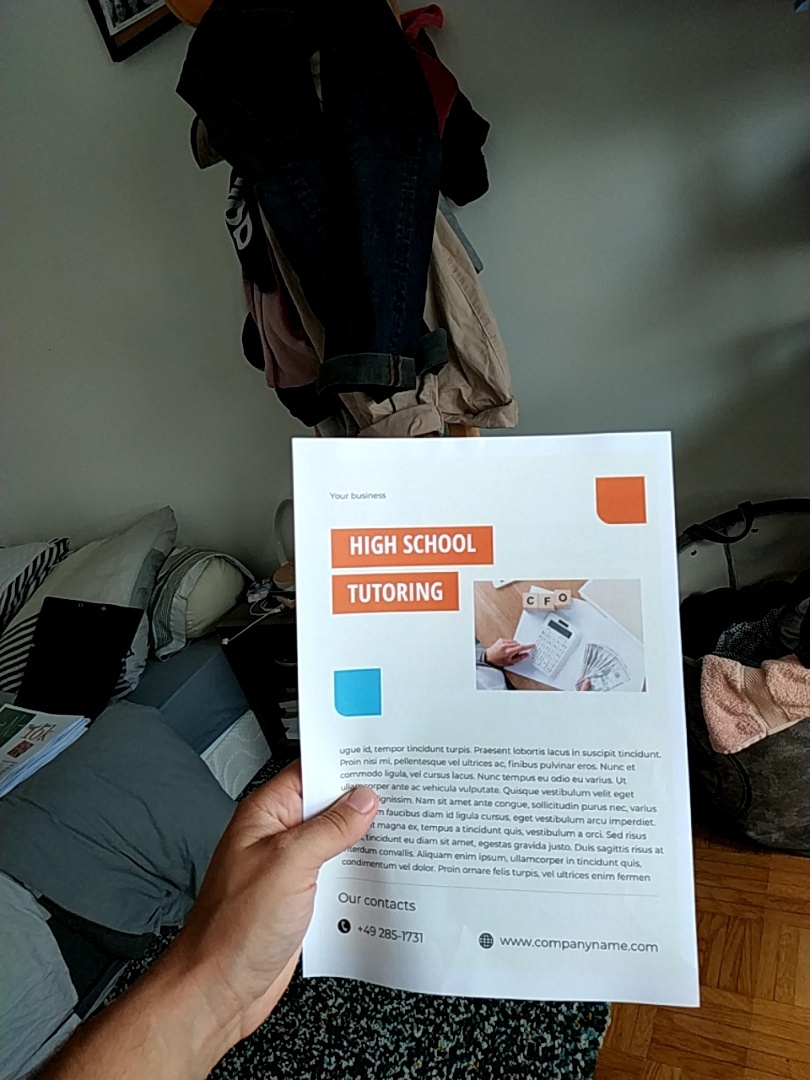 Your business
HIGH SCHOOL
TUTORING
CFO
ugue id, tempor tincidunt turpis. Praesent lobortis lacus in suscipit tincidunt.
Proin nisi mi, pellentesque vel ultrices ac, finibus pulvinar eros. Nunc et
commodo ligula, vel cursus lacus. Nunc tempus eu odio eu varius. Ut
ullamcorper ante ac vehicula vulputate. Quisque vestibulum velit eget
dignissim. Nam sit amet ante congue, sollicitudin purus nec, varius
faucibus diam id ligula cursus, eget vestibulum arcu imperdiet.
magna ex, tempus a tincidunt quis, vestibulum a orci. Sed risus
tincidunt eu diam sit amet, egestas gravida justo. Duis sagittis risus at
interdum convallis. Aliquam enim ipsum, ullamcorper in tincidunt quis,
condimentum vel dolor. Proin ornare felis turpis, vel ultrices enim fermen
Our contacts
+49 285-1731
www.companyname.com